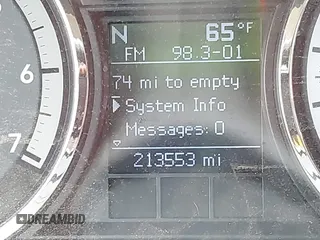 N 65°F
FM 98.3-01
74 mi to empty
System Info
Messages: 0
213553 mi
6
7
DREAMBID